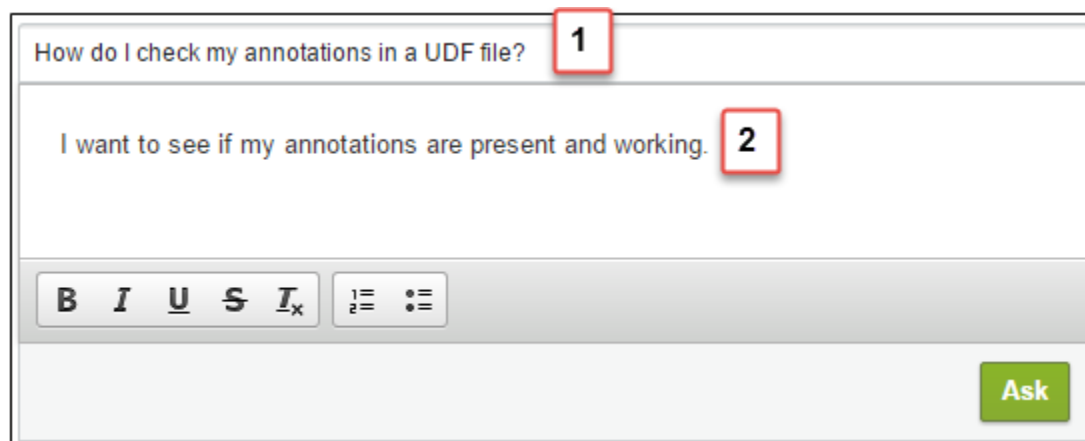 How do I check my annotations in a UDF file? 1
I want to see if my annotations are present and working. 2
B I U S Tx
Ask